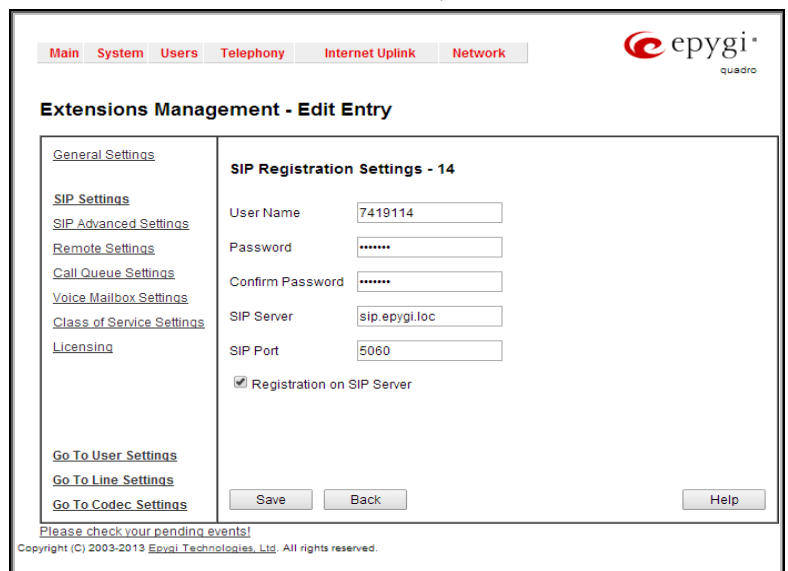 Main System Users Telephony Internet Uplink Network
epygi
quadro
Extensions Management - Edit Entry
General Settings
SIP Settings
SIP Advanced Settings
Remote Settings
Call Queue Settings
Voice Mailbox Settings
Class of Service Settings
Licensing
Go To User Settings
Go To Line Settings
Go To Codec Settings
SIP Registration Settings - 14
User Name 7419114
Password •••••••
Confirm Password •••••••
SIP Server sip.epygi.loc
SIP Port 5060
Registration on SIP Server
Save Back Help
Please check your pending events!
Copyright (C) 2003-2013 Epygi Technologies, Ltd. All rights reserved.